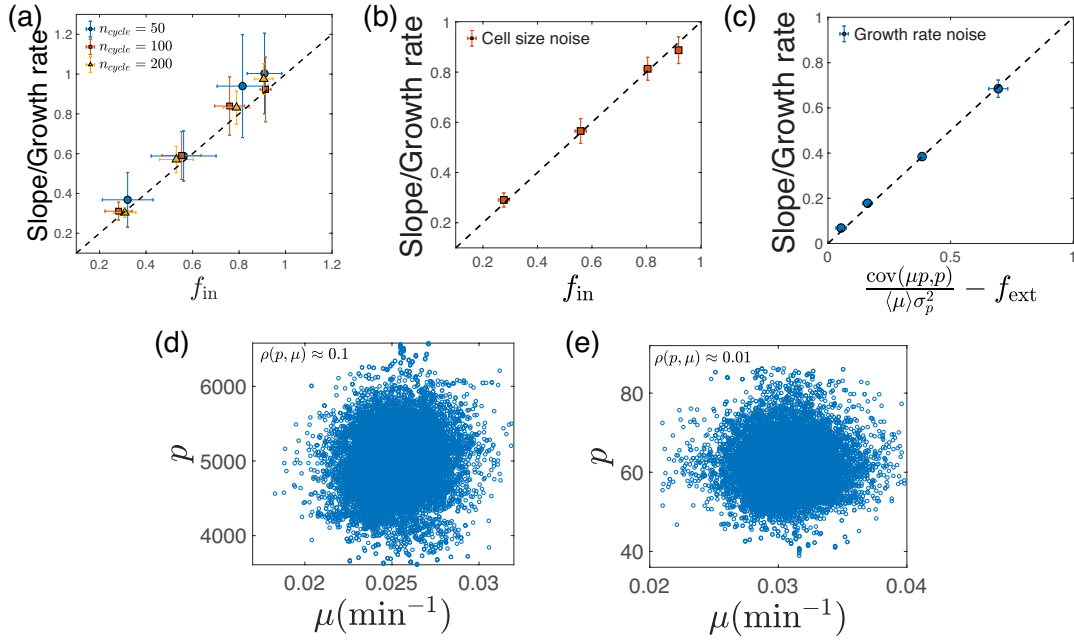 (a)
n_cycle = 50
n_cycle = 100
n_cycle = 200
Slope/Growth rate
1.4
1.2
1
0.8
0.6
0.4
0.2
0.2 0.4 0.6 0.8 1 1.2
f_in
(b)
Cell size noise
Slope/Growth rate
1
0.8
0.6
0.4
0.2
0.2 0.4 0.6 0.8 1
f_in
(c)
Growth rate noise
Slope/Growth rate
1
0.8
0.6
0.4
0.2
0
0 0.5 1
cov(μp,p)
⟨μ⟩σ_p^2
− f_ext
(d)
ρ(p, μ) ≈ 0.1
p
6000
5000
4000
0.02 0.025 0.03
μ(min⁻¹)
(e)
ρ(p, μ) ≈ 0.01
p
80
60
40
0.02 0.03 0.04
μ(min⁻¹)